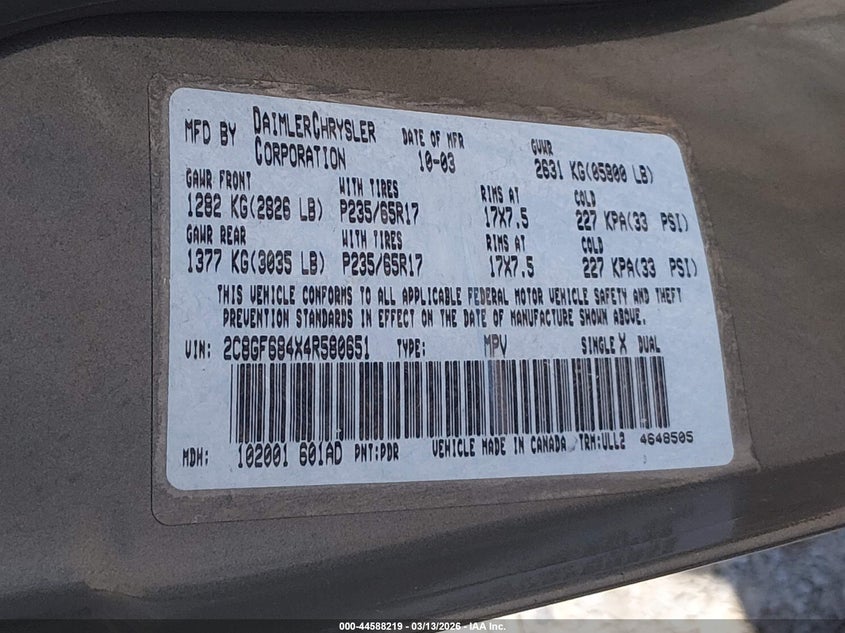 MFD BY DAIMLERCHRYSLER CORPORATION DATE OF MFR 10-03 GVWR 2631 KG(05800 LB)
GAWR FRONT WITH TIRES RIMS AT COLD
1282 KG(2826 LB) P235/65R17 17X7.5 227 KPA(33 PSI)
GAWR REAR WITH TIRES RIMS AT COLD
1377 KG(3035 LB) P235/65R17 17X7.5 227 KPA(33 PSI)
THIS VEHICLE CONFORMS TO ALL APPLICABLE FEDERAL MOTOR VEHICLE SAFETY AND THEFT
PREVENTION STANDARDS IN EFFECT ON THE DATE OF MANUFACTURE SHOWN ABOVE.
VIN: 2C8GF684X4R580651 TYPE: MPV SINGLE X DUAL
MDH: 102001 601AD PNT:PDR VEHICLE MADE IN CANADA TRM:ULL2 4648505
000-44588219 - 03/13/2026 - IAA Inc.